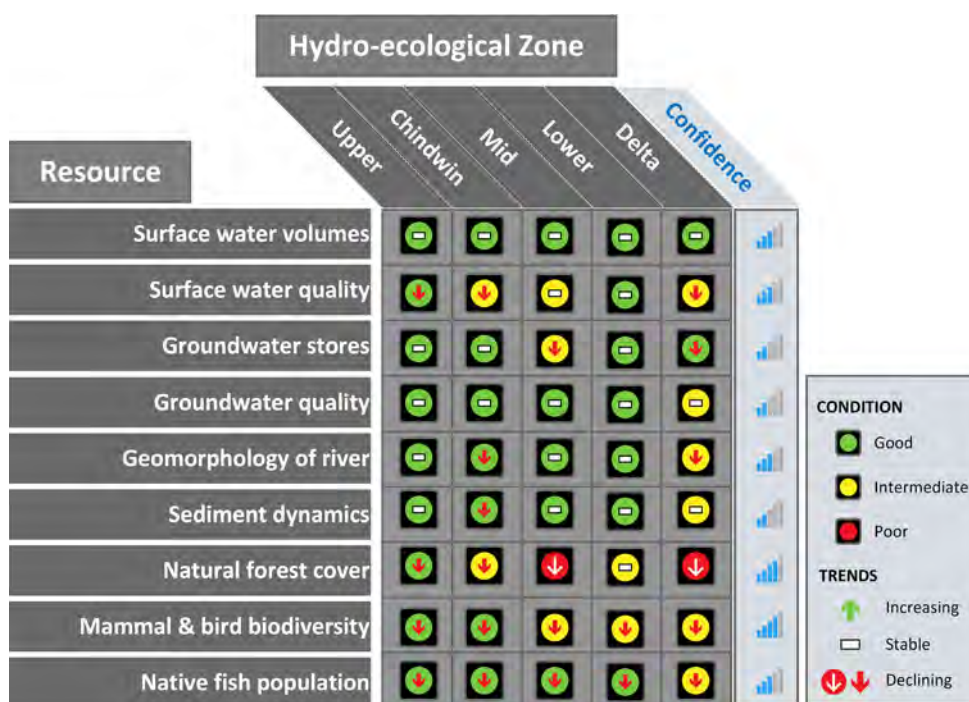 Hydro-ecological Zone
Upper
Chindwin
Mid
Lower
Delta
Confidence
Resource
Surface water volumes
Surface water quality
Groundwater stores
Groundwater quality
Geomorphology of river
Sediment dynamics
Natural forest cover
Mammal & bird biodiversity
Native fish population
CONDITION
Good
Intermediate
Poor
TRENDS
Increasing
Stable
Declining